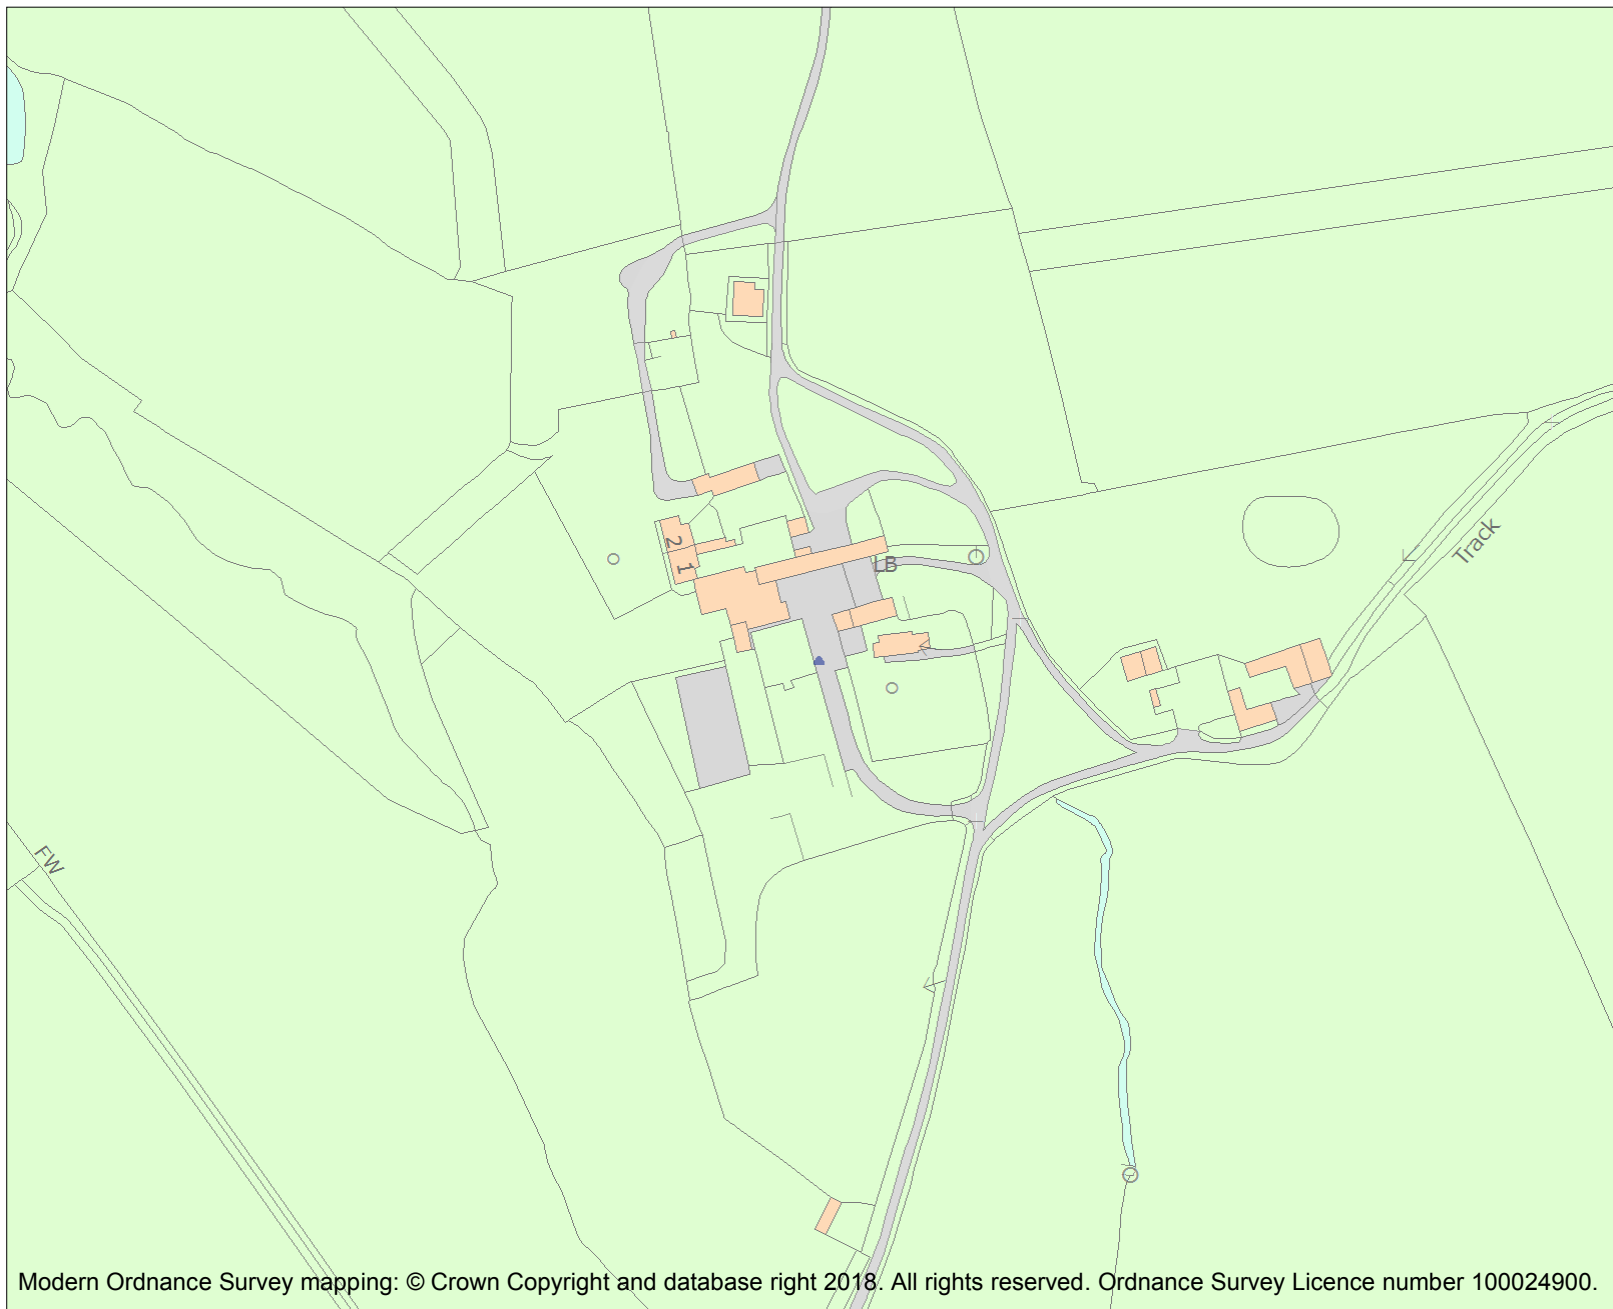 2
1
LB
Track
FW
Modern Ordnance Survey mapping: © Crown Copyright and database right 2018. All rights reserved. Ordnance Survey Licence number 100024900.